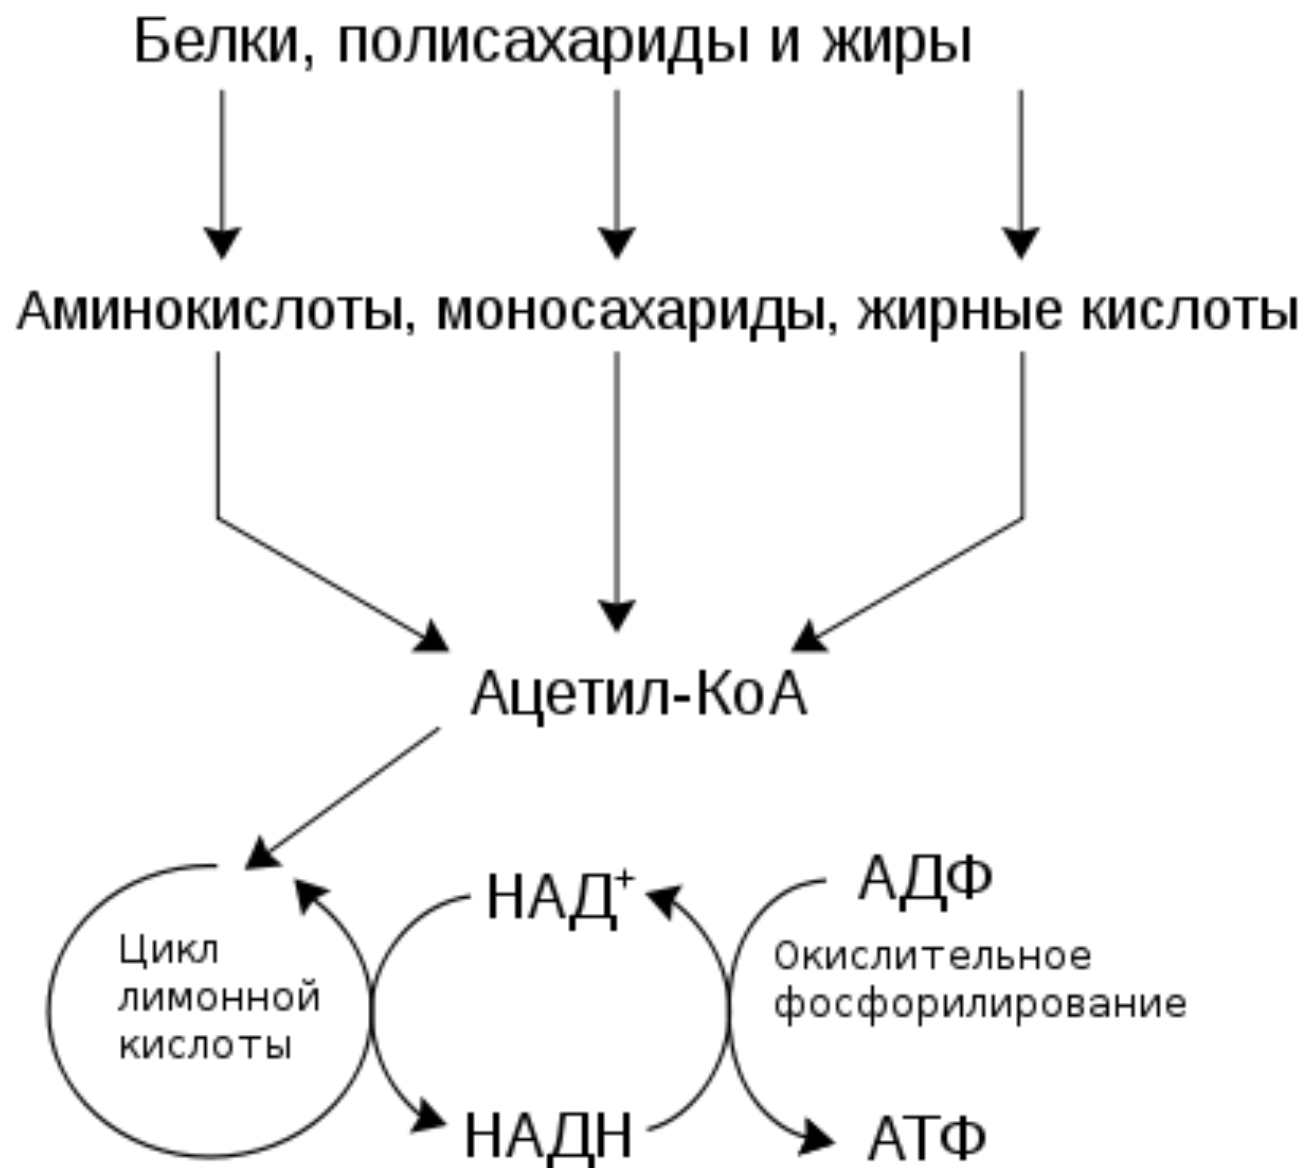 Белки, полисахариды и жиры
Аминокислоты, моносахариды, жирные кислоты
Ацетил-КоА
Цикл
лимонной
кислоты
НАД⁺
НАДН
АДФ
Окислительное
фосфорилирование
АТФ